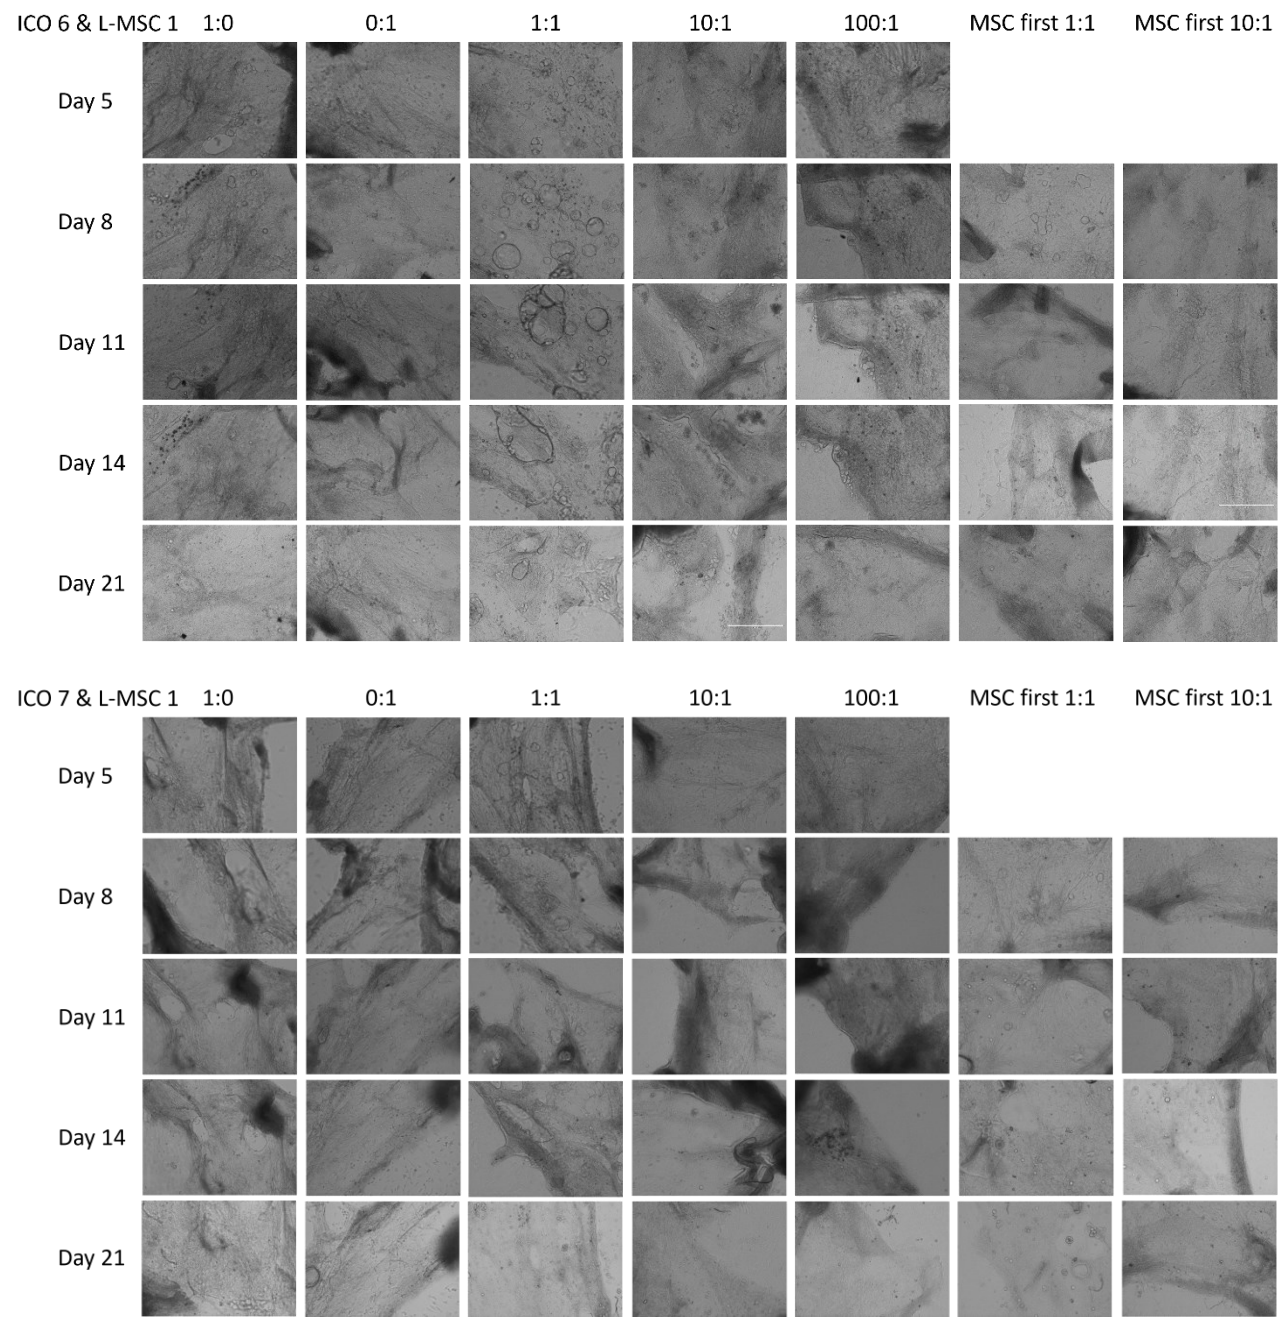 ICO 6 & L-MSC 1 1:0 0:1 1:1 10:1 100:1 MSC first 1:1 MSC first 10:1
Day 5
Day 8
Day 11
Day 14
Day 21
ICO 7 & L-MSC 1 1:0 0:1 1:1 10:1 100:1 MSC first 1:1 MSC first 10:1
Day 5
Day 8
Day 11
Day 14
Day 21